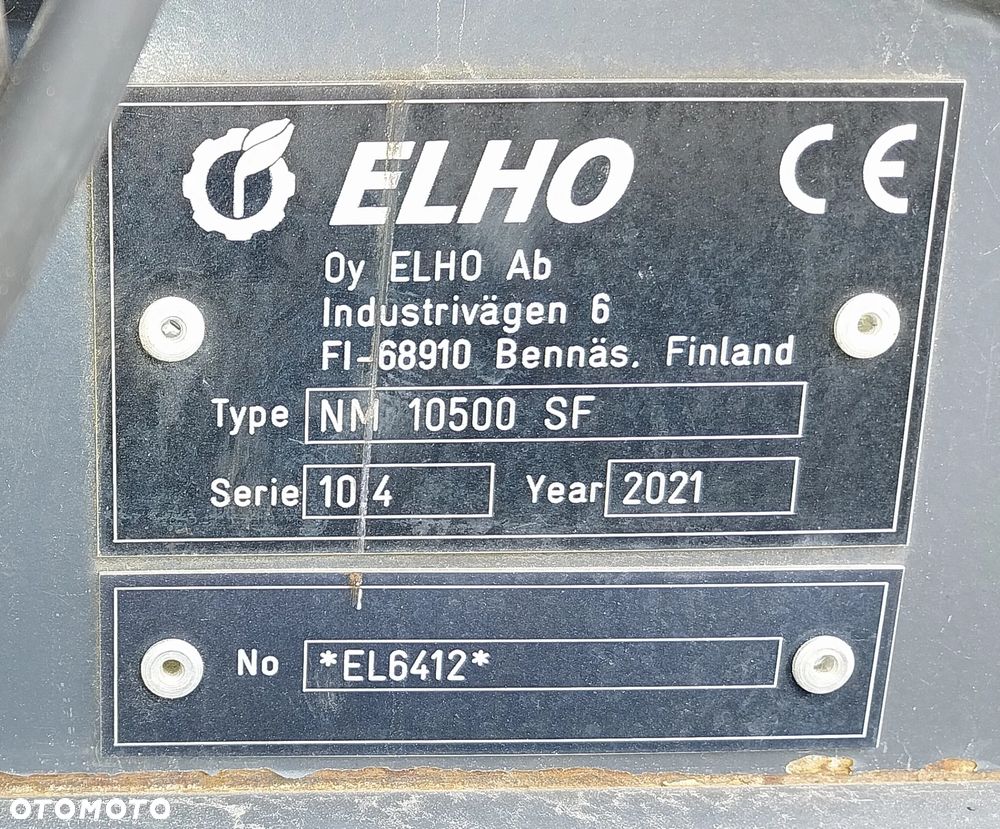 ELHO CE
Oy ELHO Ab
Industrivägen 6
FI-68910 Bennäs. Finland
Type NM 10500 SF
Serie 10.4 Year 2021
No *EL6412*
OTOMOTO